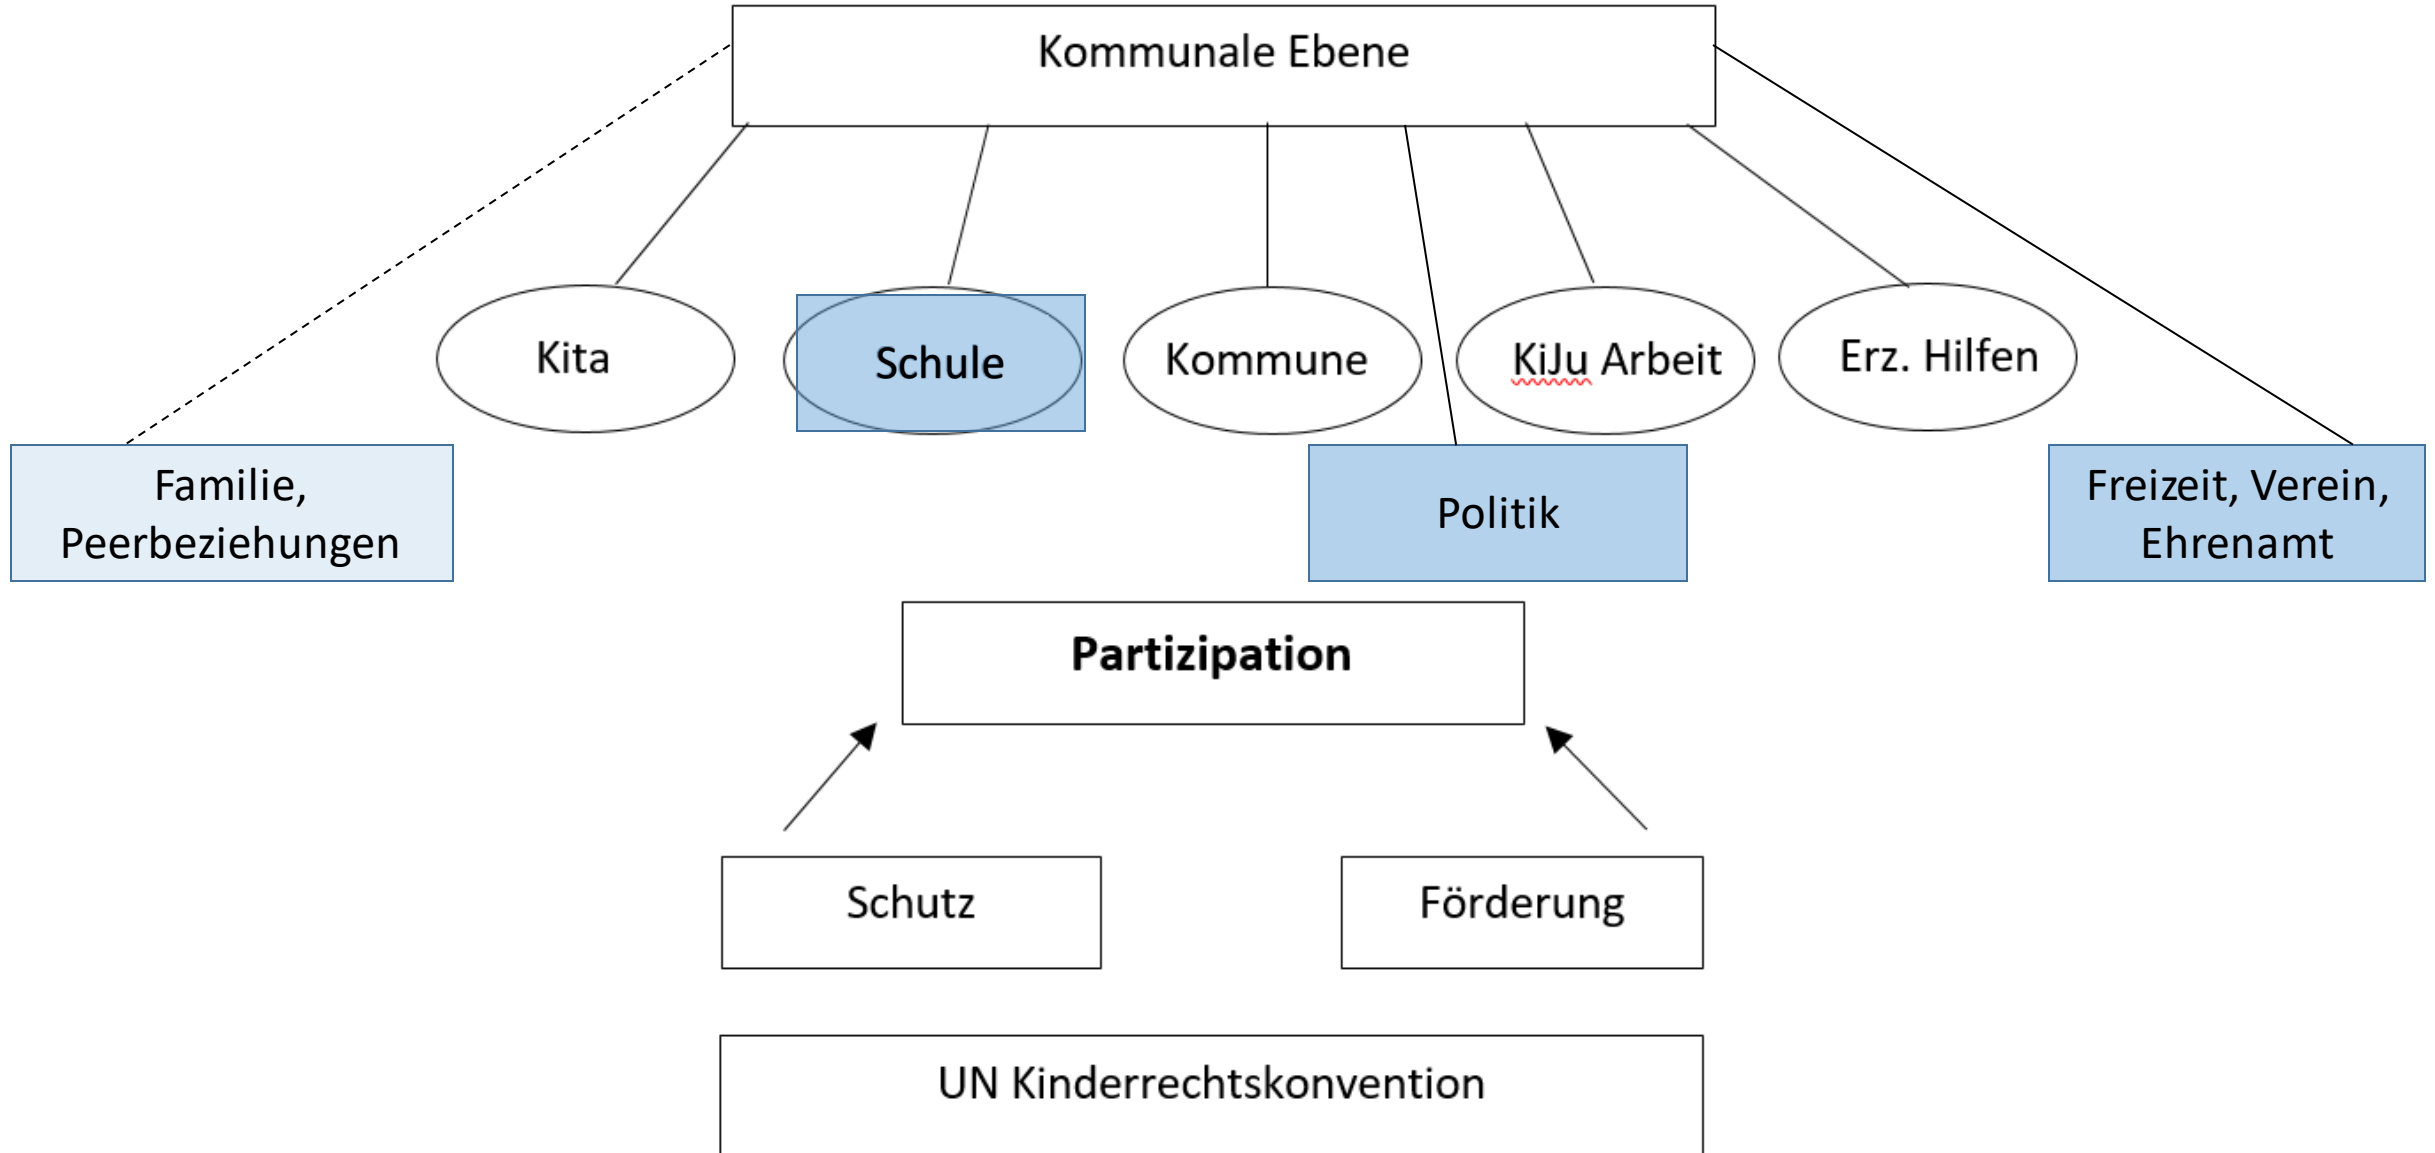 Kommunale Ebene
Kita
Schule
Kommune
KiJu Arbeit
Erz. Hilfen
Familie,
Peerbeziehungen
Politik
Freizeit, Verein,
Ehrenamt
Partizipation
Schutz
Förderung
UN Kinderrechtskonvention